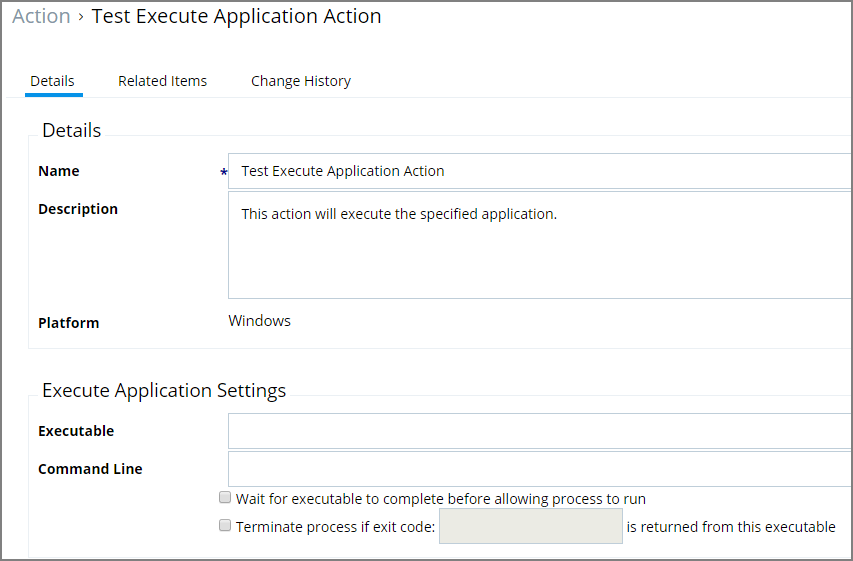 Action › Test Execute Application Action
Details Related Items Change History
Details
Name * Test Execute Application Action
Description This action will execute the specified application.
Platform Windows
Execute Application Settings
Executable
Command Line
Wait for executable to complete before allowing process to run
Terminate process if exit code: is returned from this executable